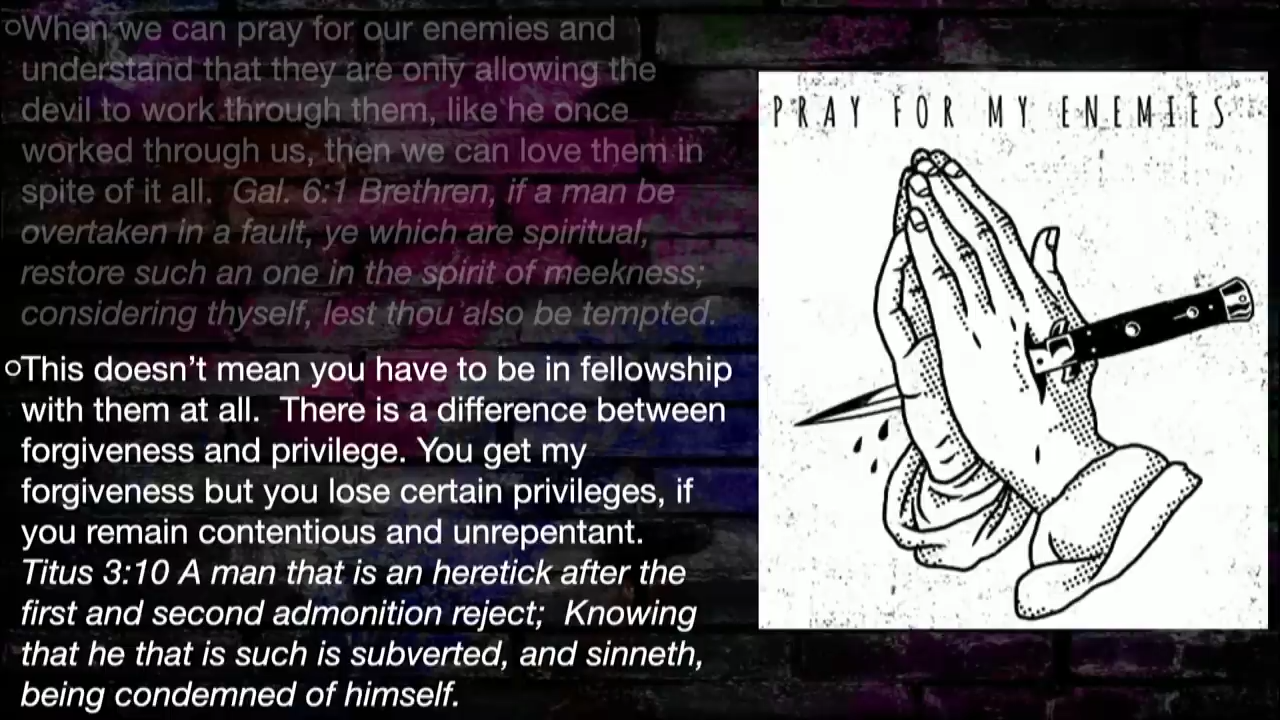 ○When we can pray for our enemies and
understand that they are only allowing the
devil to work through them, like he once
worked through us, then we can love them in
spite of it all.  Gal. 6:1 Brethren, if a man be
overtaken in a fault, ye which are spiritual,
restore such an one in the spirit of meekness;
considering thyself, lest thou also be tempted.
○This doesn’t mean you have to be in fellowship
with them at all.  There is a difference between
forgiveness and privilege. You get my
forgiveness but you lose certain privileges, if
you remain contentious and unrepentant.
Titus 3:10 A man that is an heretick after the
first and second admonition reject;  Knowing
that he that is such is subverted, and sinneth,
being condemned of himself.
PRAY FOR MY ENEMIES